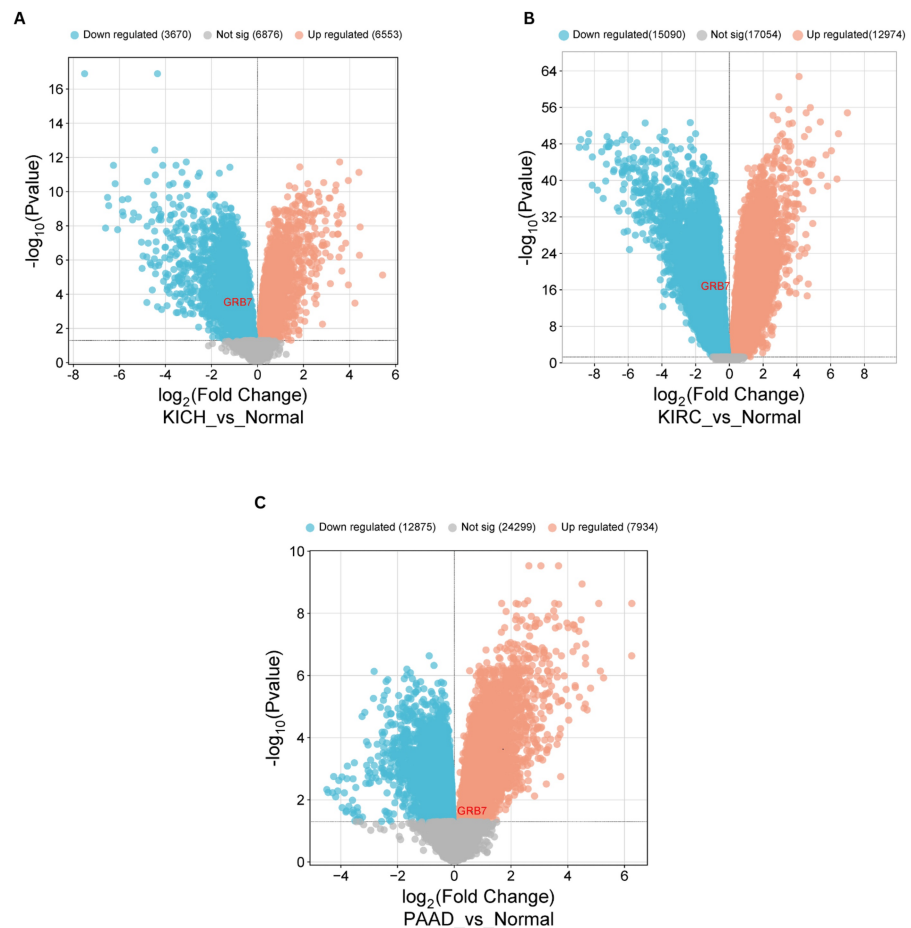 A
Down regulated (3670) Not sig (6876) Up regulated (6553)
16
14
12
10
8
6
4
2
0
-log10(Pvalue)
GRB7
-8 -6 -4 -2 0 2 4 6
log2(Fold Change)
KICH_vs_Normal
B
Down regulated(15090) Not sig(17054) Up regulated(12974)
64
56
48
40
32
24
16
8
0
-log10(Pvalue)
GRB7
-8 -6 -4 -2 0 2 4 6 8
log2(Fold Change)
KIRC_vs_Normal
C
Down regulated (12875) Not sig (24299) Up regulated (7934)
10
8
6
4
2
0
-log10(Pvalue)
GRB7
−4 −2 0 2 4 6
log2(Fold Change)
PAAD_vs_Normal